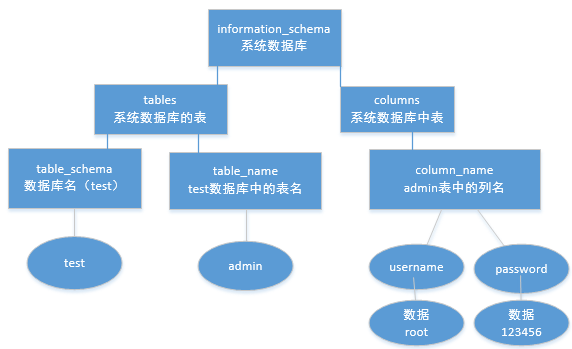 information_schema
系统数据库
tables
系统数据库的表
columns
系统数据库中表
table_schema
数据库名（test）
table_name
test数据库中的表名
column_name
admin表中的列名
test
admin
username
password
数据
root
数据
123456